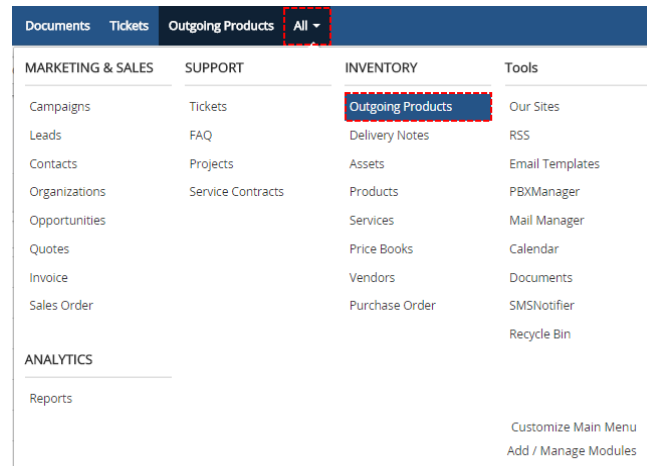 Documents Tickets Outgoing Products All
MARKETING & SALES SUPPORT INVENTORY Tools
Campaigns Tickets Outgoing Products Our Sites
Leads FAQ Delivery Notes RSS
Contacts Projects Assets Email Templates
Organizations Service Contracts Products PBXManager
Opportunities Services Mail Manager
Quotes Price Books Calendar
Invoice Vendors Documents
Sales Order Purchase Order SMSNotifier
Recycle Bin
ANALYTICS
Reports
Customize Main Menu
Add / Manage Modules